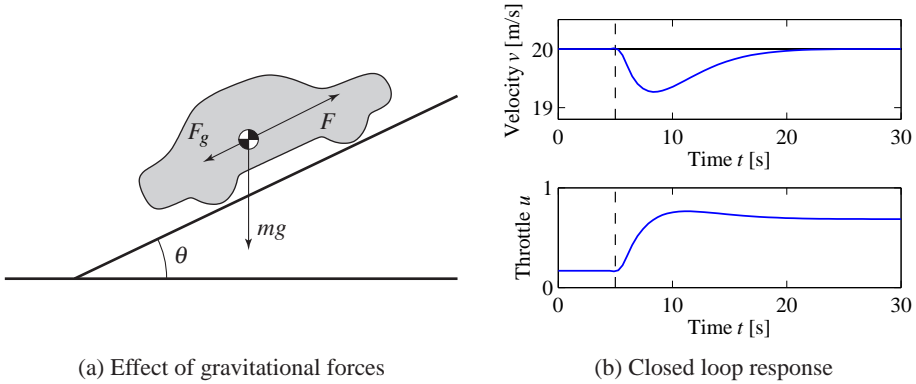 F_g
F
mg
θ
(a) Effect of gravitational forces
Velocity v [m/s]
20
19
0
10
20
30
Time t [s]
Throttle u
1
0
0
10
20
30
Time t [s]
(b) Closed loop response